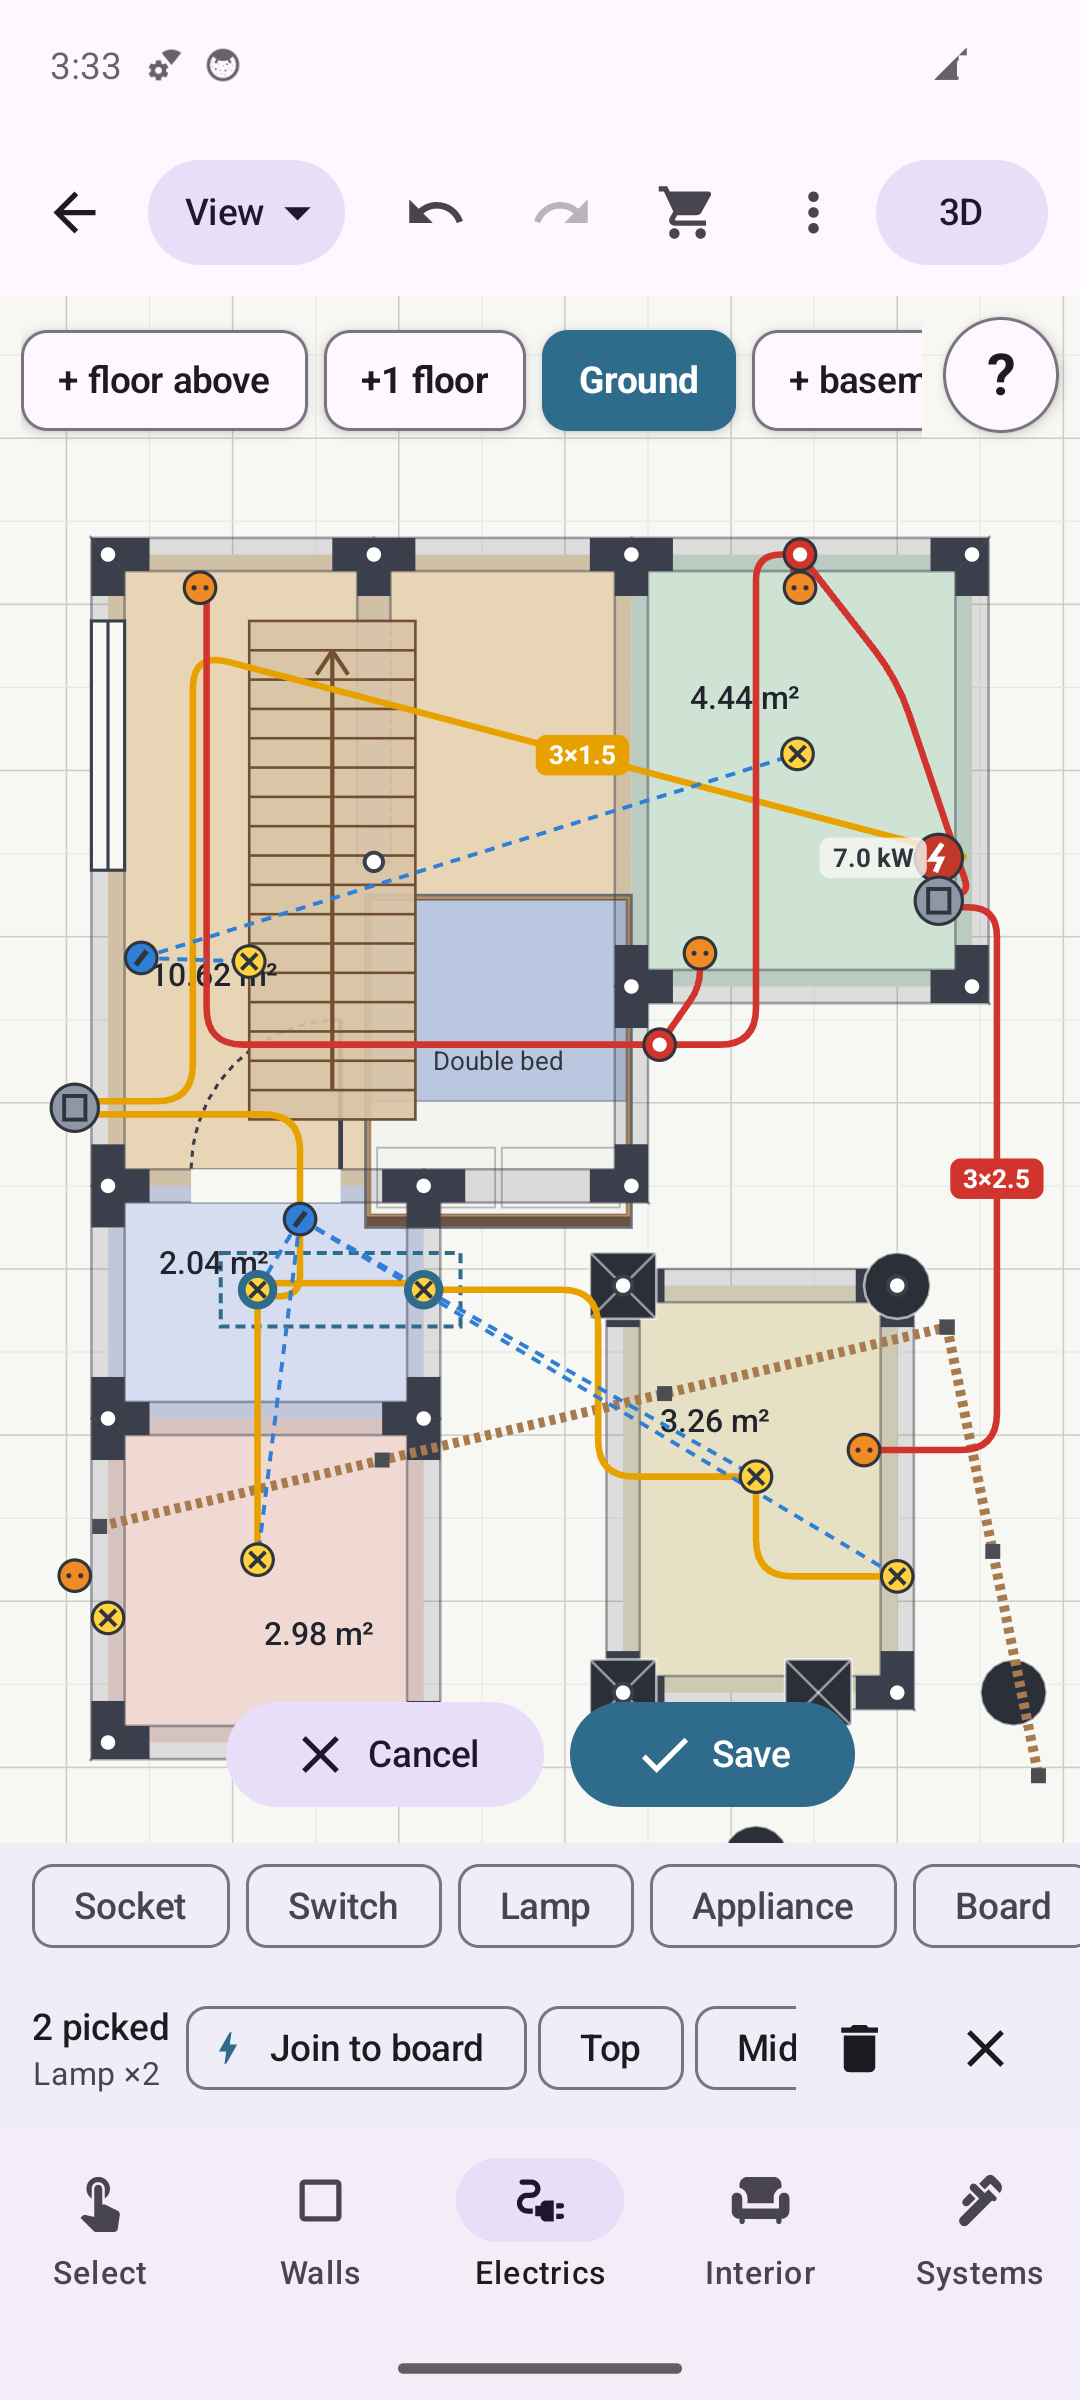 3:33
View
3D
+ floor above
+1 floor
Ground
+ basem
?
4.44 m²
3×1.5
7.0 kW
10.62 m²
Double bed
3×2.5
2.04 m²
3.26 m²
2.98 m²
Cancel
Save
Socket
Switch
Lamp
Appliance
Board
2 picked
Lamp ×2
Join to board
Top
Mid
Select
Walls
Electrics
Interior
Systems